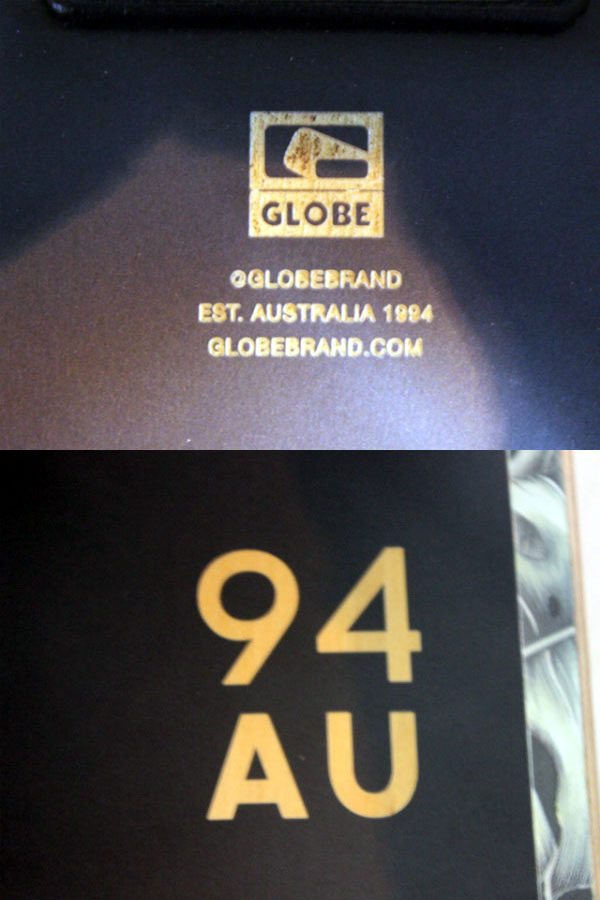 GLOBE
@GLOBEBRAND
EST. AUSTRALIA 1994
GLOBEBRAND.COM
94
AU